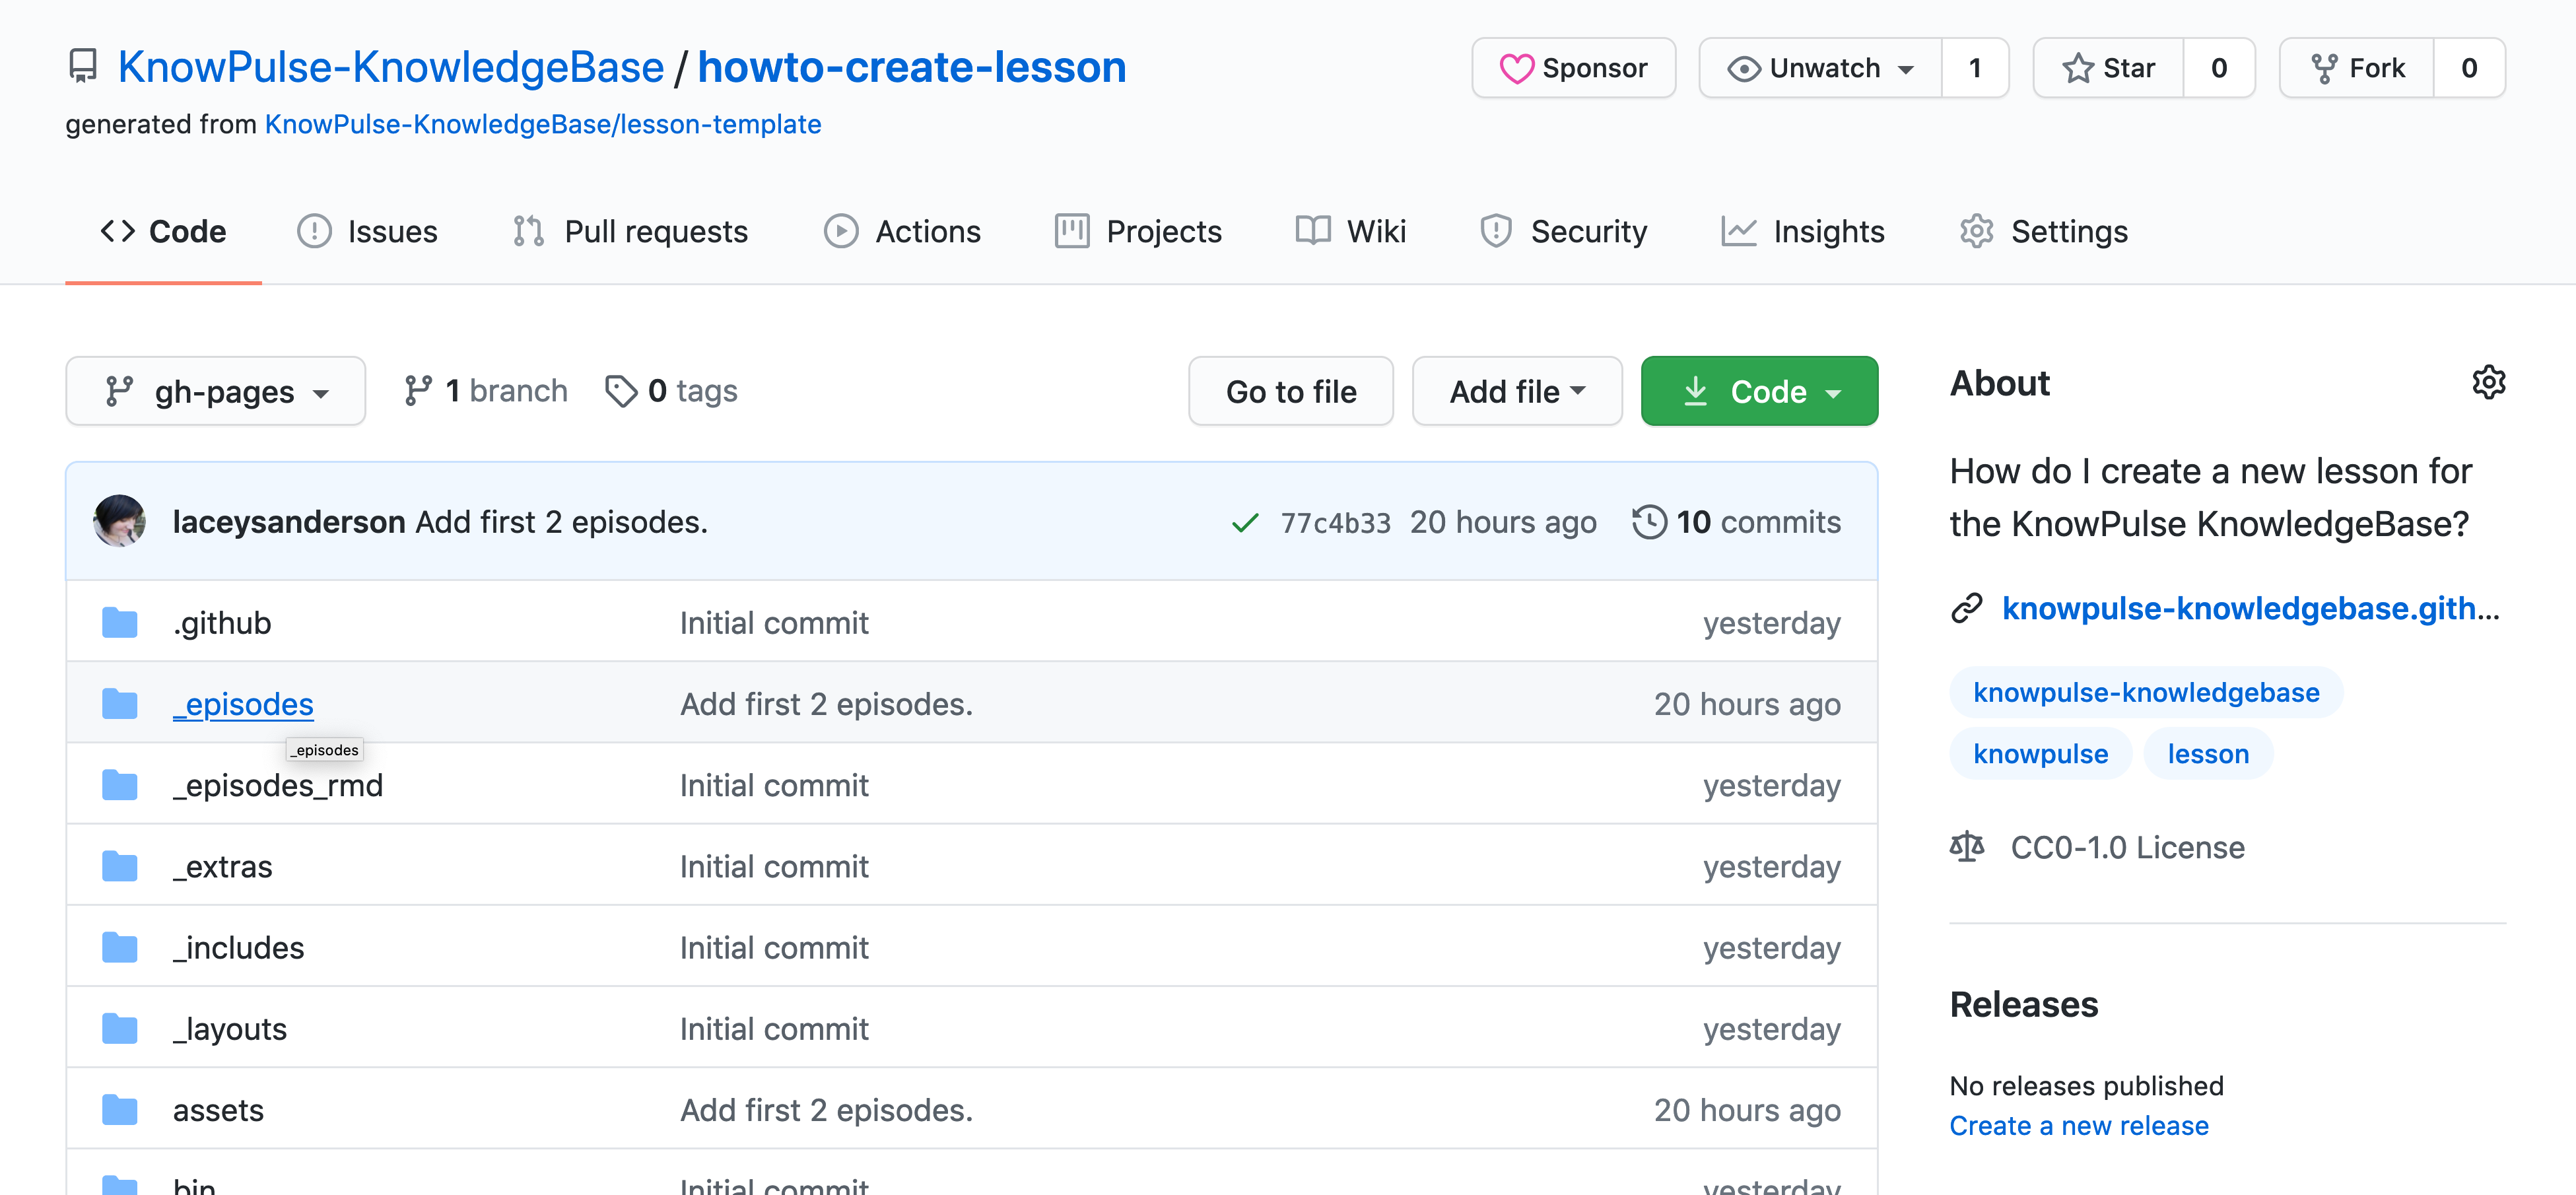 KnowPulse-KnowledgeBase / howto-create-lesson
Sponsor
Unwatch 1
Star 0
Fork 0
generated from KnowPulse-KnowledgeBase/lesson-template
Code Issues Pull requests Actions Projects Wiki Security Insights Settings
gh-pages 1 branch 0 tags Go to file Add file Code
laceysanderson Add first 2 episodes. 77c4b33 20 hours ago 10 commits
.github Initial commit yesterday
_episodes Add first 2 episodes. 20 hours ago
_episodes
_episodes_rmd Initial commit yesterday
_extras Initial commit yesterday
_includes Initial commit yesterday
_layouts Initial commit yesterday
assets Add first 2 episodes. 20 hours ago
bin Initial commit yesterday
About
How do I create a new lesson for
the KnowPulse KnowledgeBase?
knowpulse-knowledgebase.gith...
knowpulse-knowledgebase
knowpulse lesson
CC0-1.0 License
Releases
No releases published
Create a new release